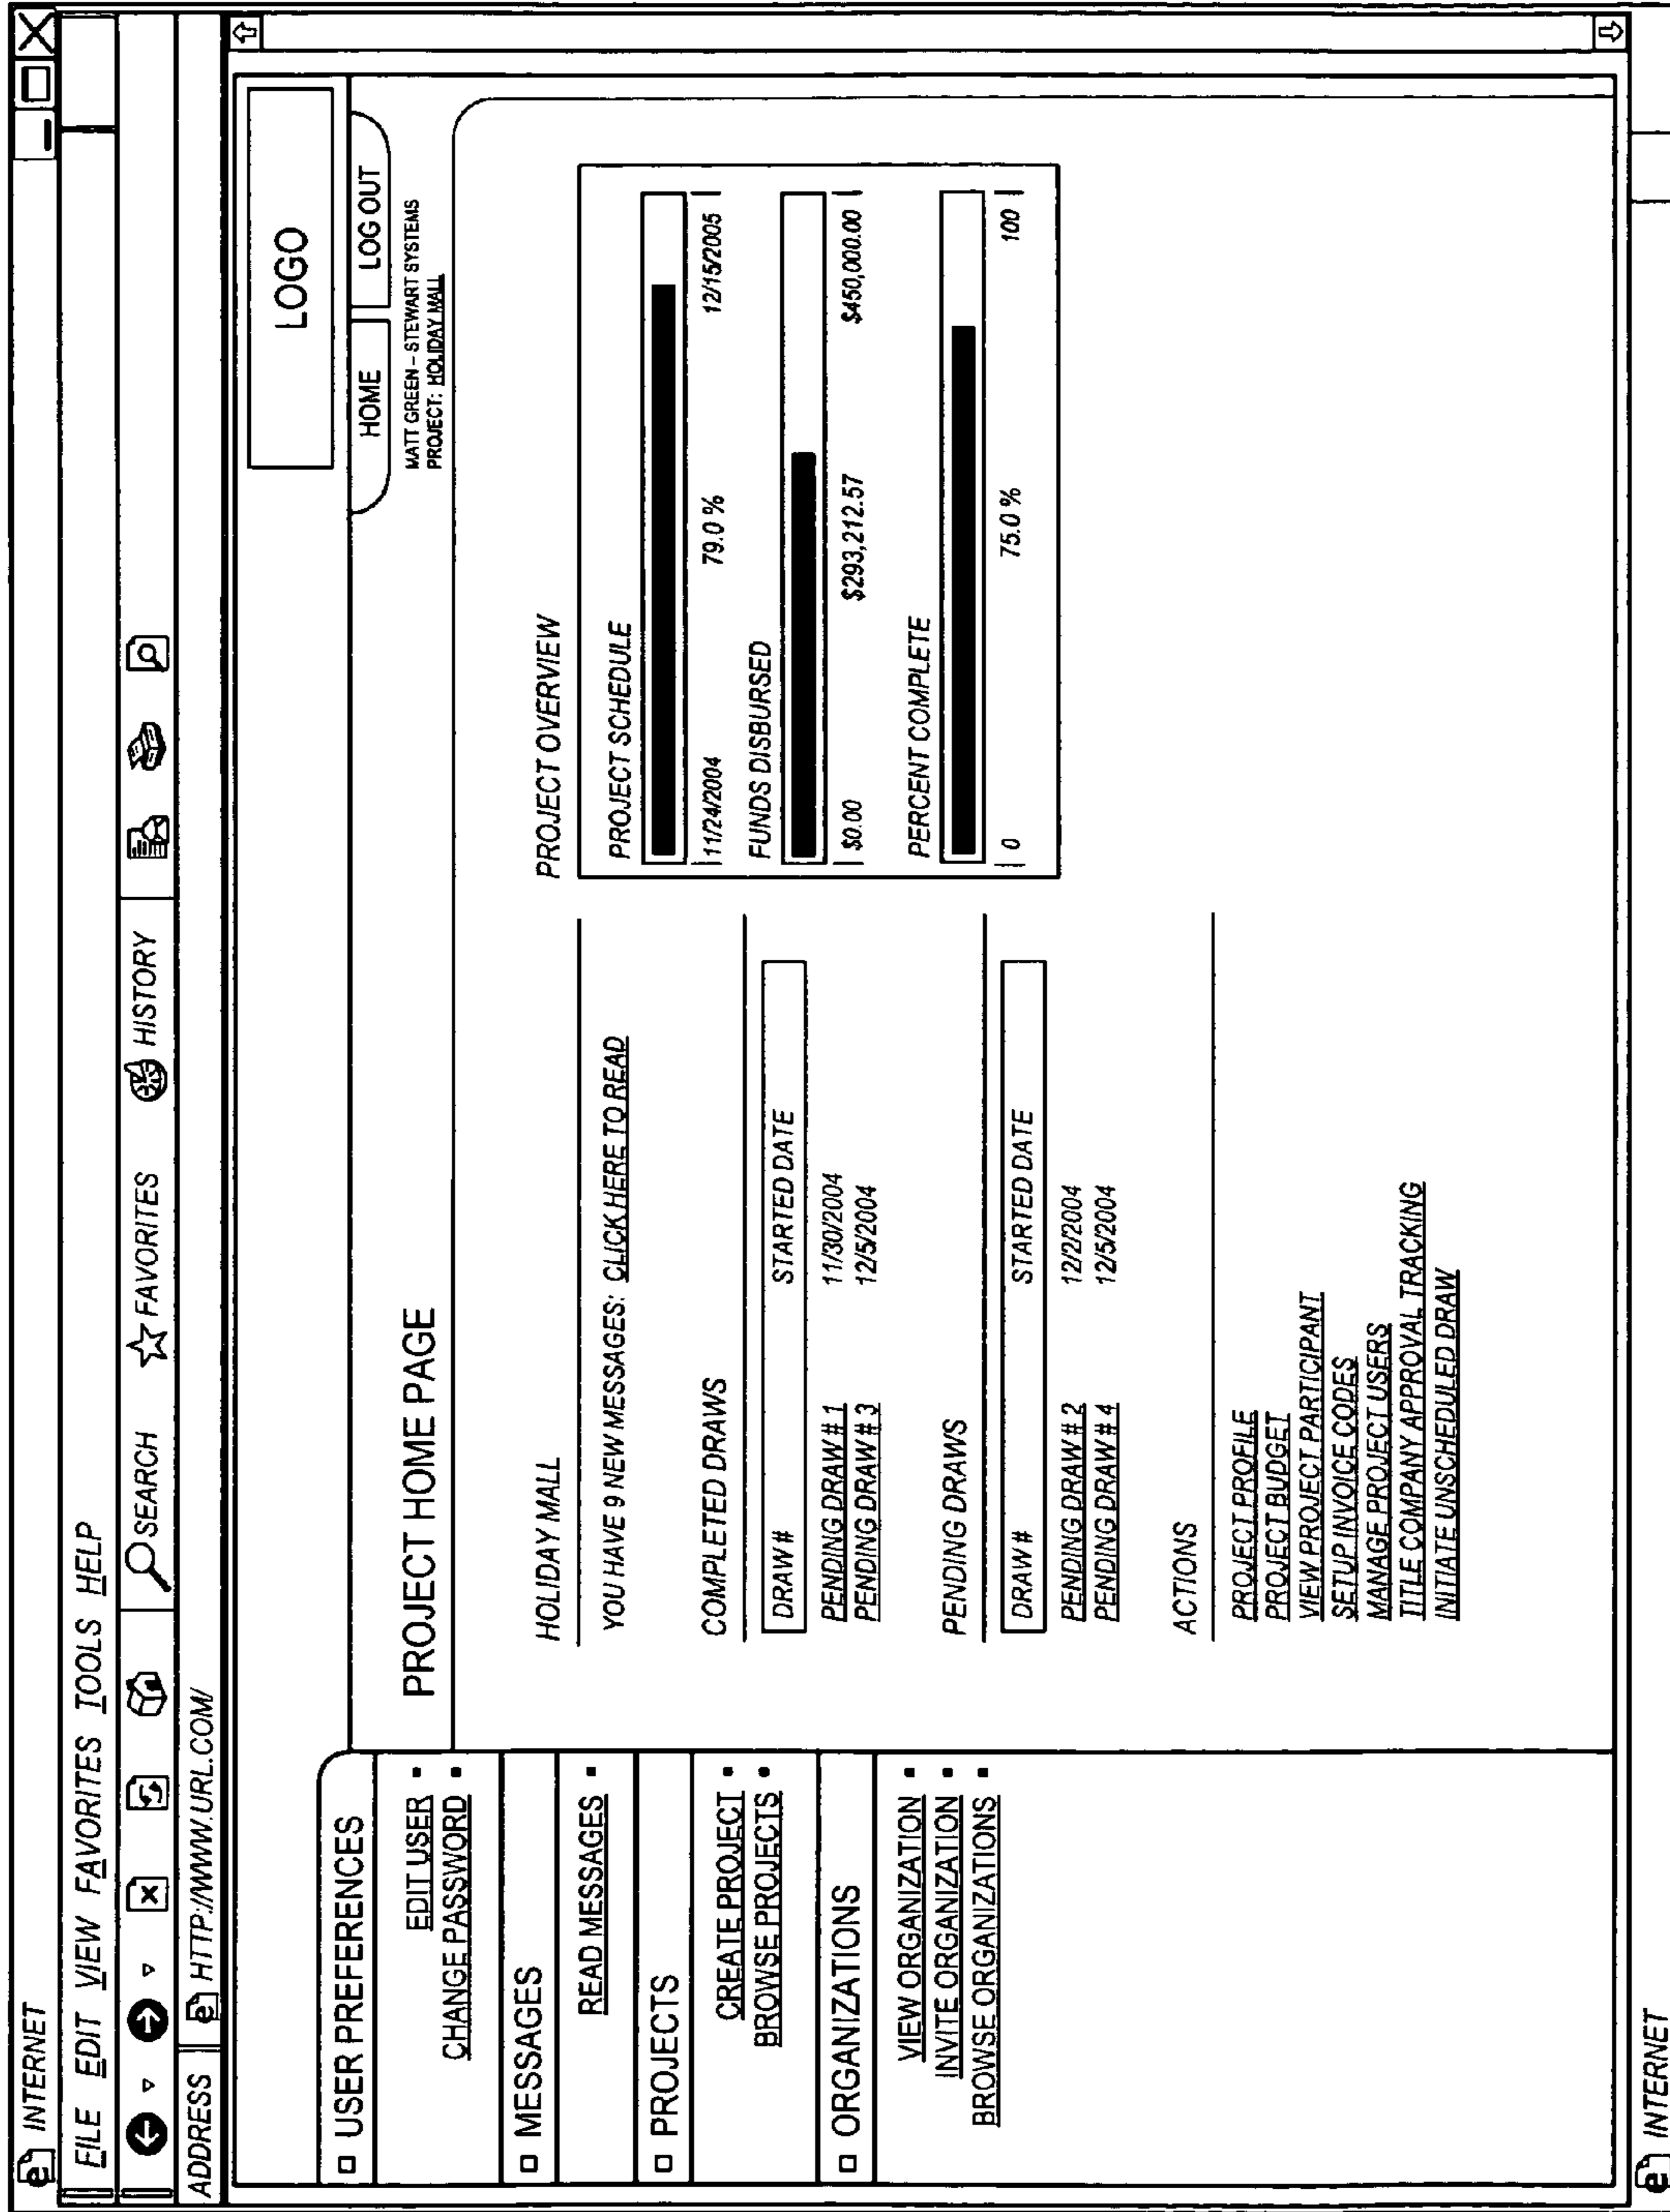 INTERNET
FILE EDIT VIEW FAVORITES TOOLS HELP
SEARCH FAVORITES HISTORY
ADDRESS HTTP://WWW.URL.COM/
LOGO
HOME LOG OUT
USER PREFERENCES
EDIT USER
CHANGE PASSWORD
MESSAGES
READ MESSAGES
PROJECTS
CREATE PROJECT
BROWSE PROJECTS
ORGANIZATIONS
VIEW ORGANIZATION
INVITE ORGANIZATION
BROWSE ORGANIZATIONS
PROJECT HOME PAGE
MATT GREEN – STEWART SYSTEMS
PROJECT: HOLIDAY MALL
HOLIDAY MALL
YOU HAVE 9 NEW MESSAGES: CLICK HERE TO READ
COMPLETED DRAWS
DRAW # STARTED DATE
PENDING DRAW # 1 11/30/2004
PENDING DRAW # 3 12/5/2004
PENDING DRAWS
DRAW # STARTED DATE
PENDING DRAW # 2 12/2/2004
PENDING DRAW # 4 12/5/2004
ACTIONS
PROJECT PROFILE
PROJECT BUDGET
VIEW PROJECT PARTICIPANT
SETUP INVOICE CODES
MANAGE PROJECT USERS
TITLE COMPANY APPROVAL TRACKING
INITIATE UNSCHEDULED DRAW
PROJECT OVERVIEW
PROJECT SCHEDULE
11/24/2004 79.0 % 12/15/2005
FUNDS DISBURSED
$0.00 $293,212.57 $450,000.00
PERCENT COMPLETE
0 75.0 % 100
INTERNET